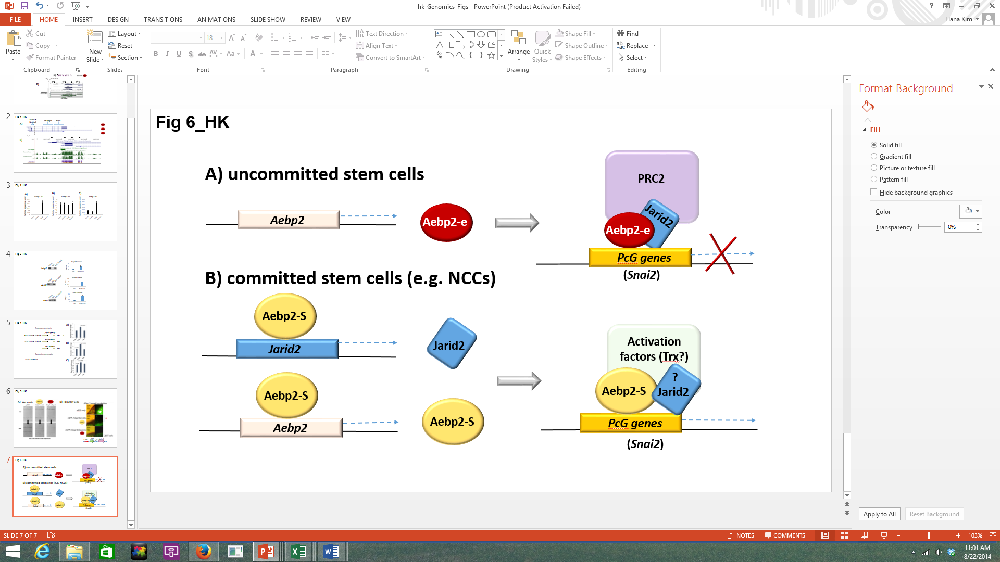 hk-Genomics-Figs - PowerPoint (Product Activation Failed)
FILE HOME INSERT DESIGN TRANSITIONS ANIMATIONS SLIDE SHOW REVIEW VIEW
Hana Kim
Paste
Cut
Copy
Format Painter
Clipboard
New Slide
Layout
Reset
Section
Slides
18
Font
Text Direction
Align Text
Convert to SmartArt
Paragraph
Arrange
Quick Styles
Shape Fill
Shape Outline
Shape Effects
Drawing
Find
Replace
Select
Editing
2
3
4
5
6
7
Fig 6_HK
A) uncommitted stem cells
Aebp2
Aebp2-e
PRC2
Jarid2
Aebp2-e
PcG genes
(Snai2)
B) committed stem cells (e.g. NCCs)
Aebp2-S
Jarid2
Jarid2
Aebp2-S
Aebp2
Aebp2-S
Activation
factors (Trx?)
Aebp2-S
?
Jarid2
PcG genes
(Snai2)
Format Background
FILL
Solid fill
Gradient fill
Picture or texture fill
Pattern fill
Hide background graphics
Color
Transparency
0%
Apply to All
Reset Background
SLIDE 7 OF 7
NOTES
COMMENTS
103%
11:01 AM
8/22/2014